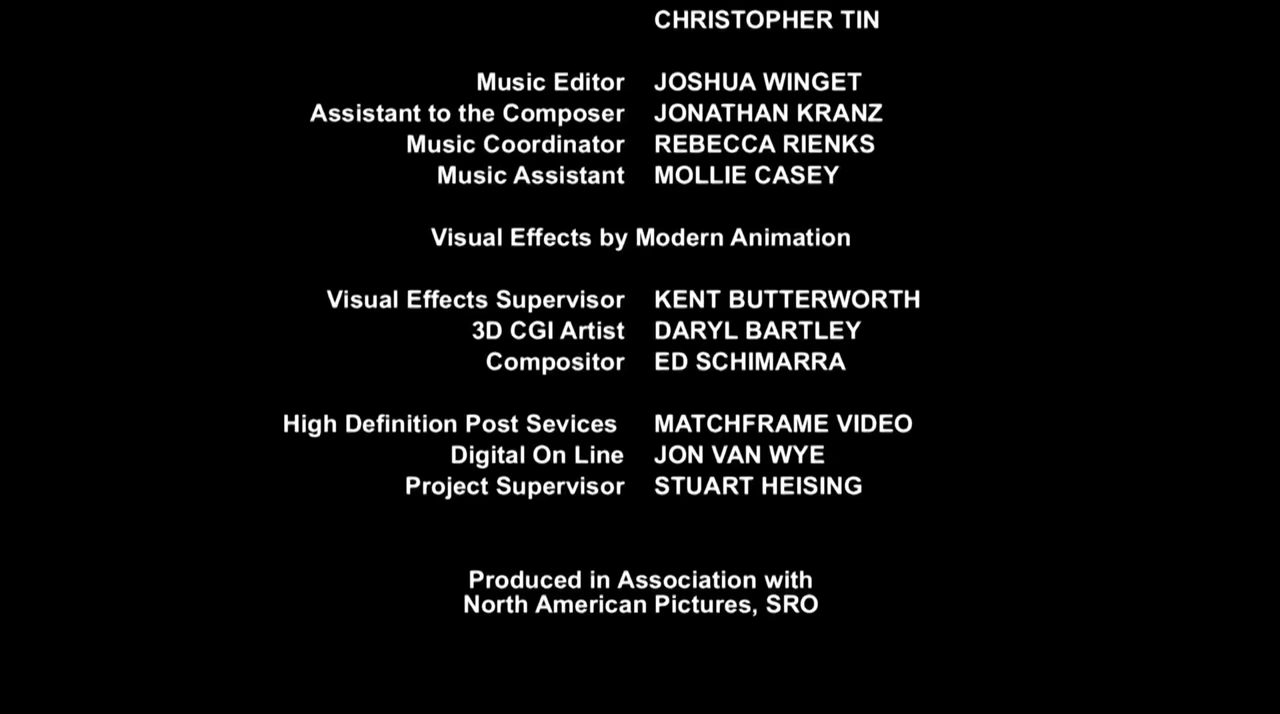 CHRISTOPHER TIN
Music Editor JOSHUA WINGET
Assistant to the Composer JONATHAN KRANZ
Music Coordinator REBECCA RIENKS
Music Assistant MOLLIE CASEY
Visual Effects by Modern Animation
Visual Effects Supervisor KENT BUTTERWORTH
3D CGI Artist DARYL BARTLEY
Compositor ED SCHIMARRA
High Definition Post Sevices MATCHFRAME VIDEO
Digital On Line JON VAN WYE
Project Supervisor STUART HEISING
Produced in Association with
North American Pictures, SRO